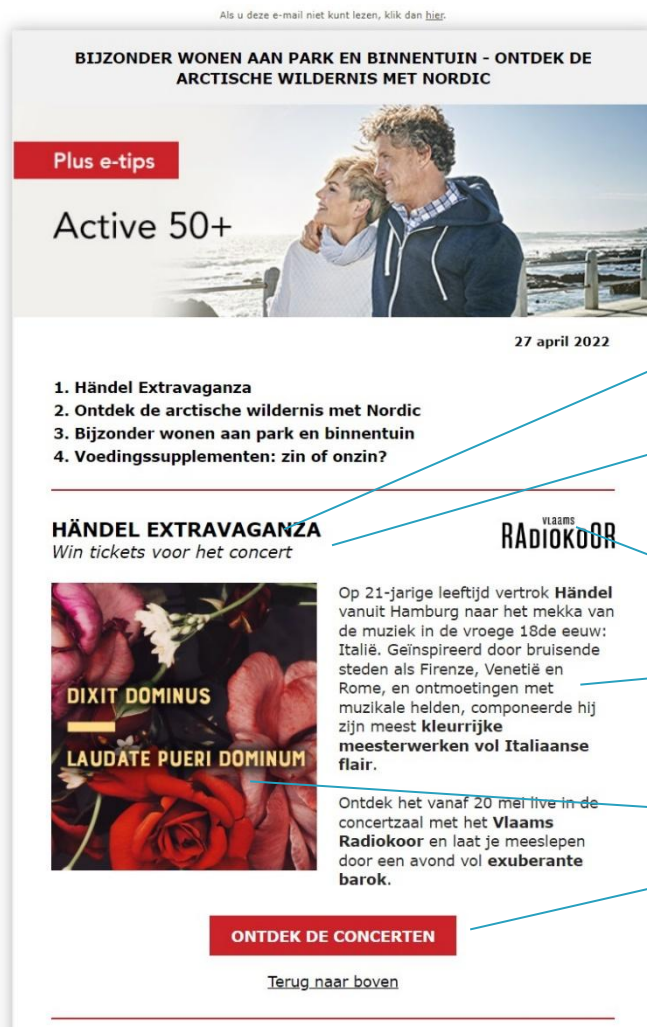 Als u deze e-mail niet kunt lezen, klik dan hier.
BIJZONDER WONEN AAN PARK EN BINNENTUIN - ONTDEK DE
ARCTISCHE WILDERNIS MET NORDIC
Plus e-tips
Active 50+
27 april 2022
1. Händel Extravaganza
2. Ontdek de arctische wildernis met Nordic
3. Bijzonder wonen aan park en binnentuin
4. Voedingssupplementen: zin of onzin?
HÄNDEL EXTRAVAGANZA
Win tickets voor het concert
vlaams
RADIOKOOR
DIXIT DOMINUS
LAUDATE PUERI DOMINUM
Op 21-jarige leeftijd vertrok Händel
vanuit Hamburg naar het mekka van
de muziek in de vroege 18de eeuw:
Italië. Geïnspireerd door bruisende
steden als Firenze, Venetië en
Rome, en ontmoetingen met
muzikale helden, componeerde hij
zijn meest kleurrijke
meesterwerken vol Italiaanse
flair.
Ontdek het vanaf 20 mei live in de
concertzaal met het Vlaams
Radiokoor en laat je meeslepen
door een avond vol exuberante
barok.
ONTDEK DE CONCERTEN
Terug naar boven